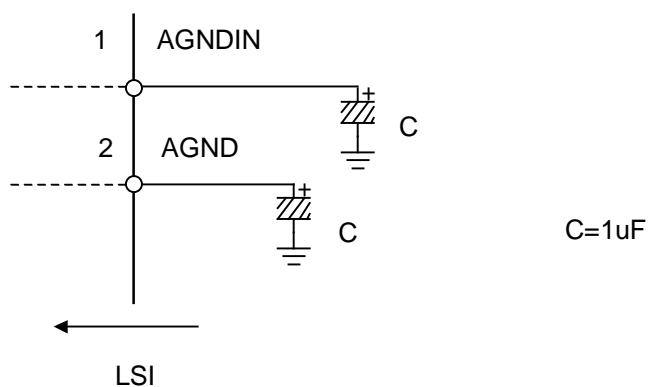 1 AGNDIN
+
C
2 AGND
+
C
C=1uF
LSI